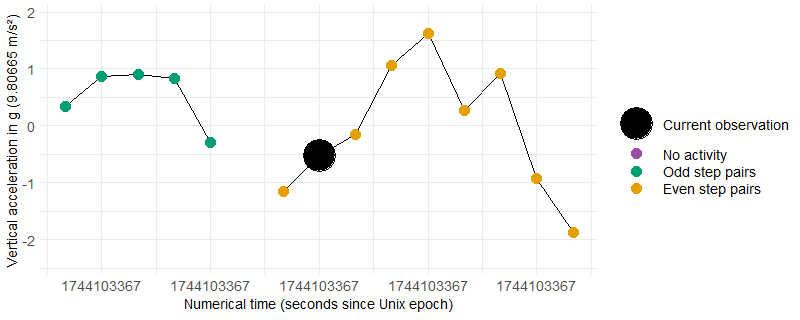 Vertical acceleration in g (9.80665 m/s²)
2
1
0
-1
-2
1744103367 1744103367 1744103367 1744103367 1744103367
Numerical time (seconds since Unix epoch)
Current observation
No activity
Odd step pairs
Even step pairs